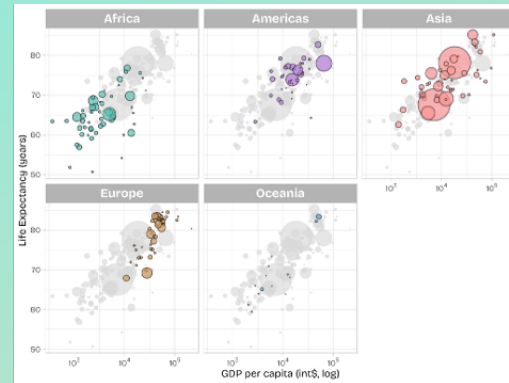 Africa Americas Asia
80
70
60
50
10³ 10⁴ 10⁵
Life Expectancy (years)
Europe Oceania
80
70
60
50
10³ 10⁴ 10⁵ 10³ 10⁴ 10⁵
GDP per capita (int$, log)